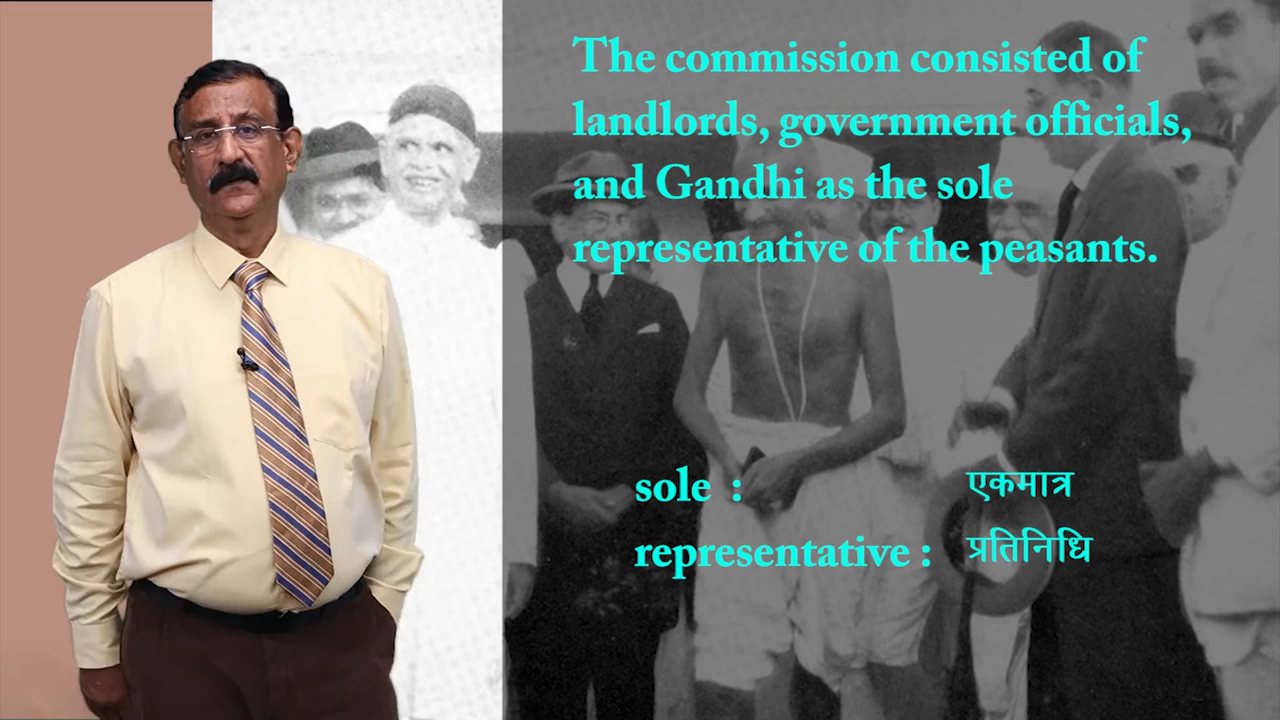 The commission consisted of
landlords, government officials,
and Gandhi as the sole
representative of the peasants.
sole : एकमात्र
representative : प्रतिनिधि